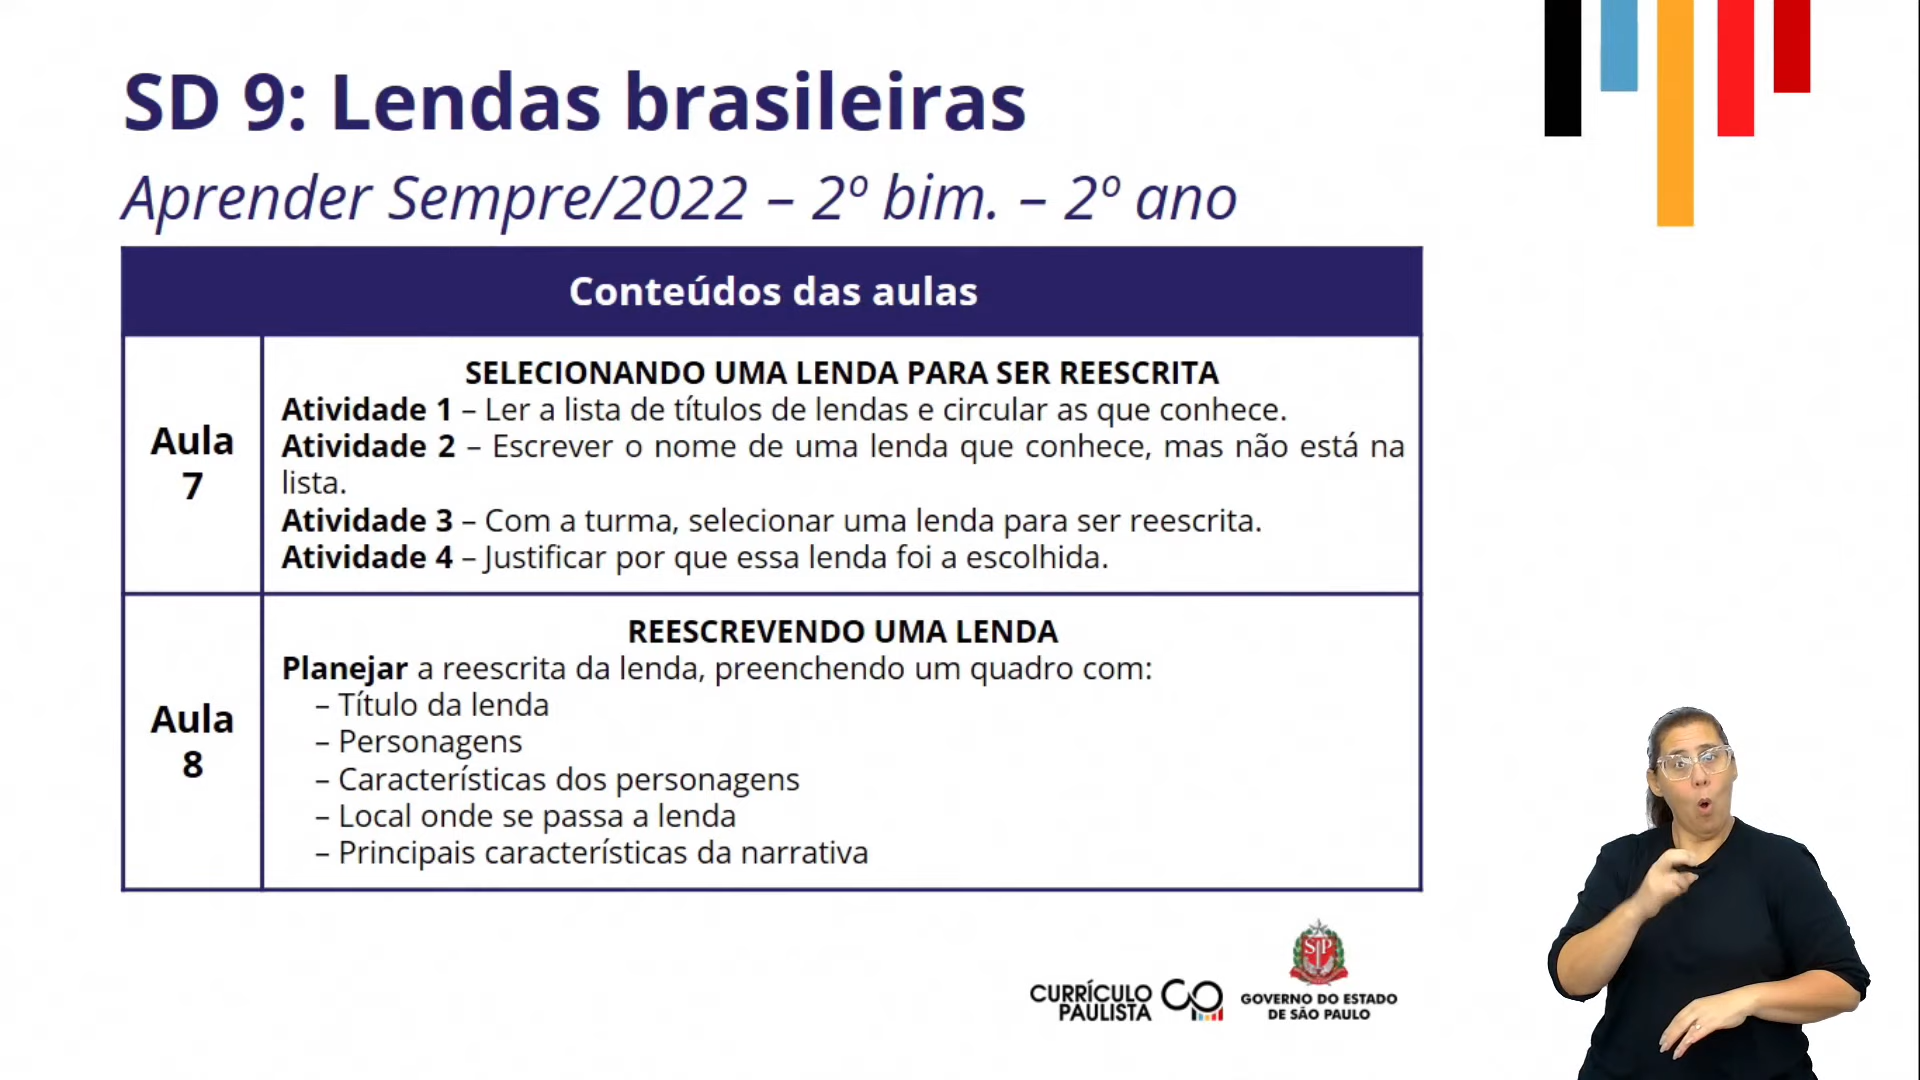 SD 9: Lendas brasileiras
Aprender Sempre/2022 – 2º bim. – 2º ano
Conteúdos das aulas
Aula
7
SELECIONANDO UMA LENDA PARA SER REESCRITA
Atividade 1 – Ler a lista de títulos de lendas e circular as que conhece.
Atividade 2 – Escrever o nome de uma lenda que conhece, mas não está na
lista.
Atividade 3 – Com a turma, selecionar uma lenda para ser reescrita.
Atividade 4 – Justificar por que essa lenda foi a escolhida.
Aula
8
REESCREVENDO UMA LENDA
Planejar a reescrita da lenda, preenchendo um quadro com:
– Título da lenda
– Personagens
– Características dos personagens
– Local onde se passa a lenda
– Principais características da narrativa
CURRÍCULO
PAULISTA
SP
GOVERNO DO ESTADO
DE SÃO PAULO